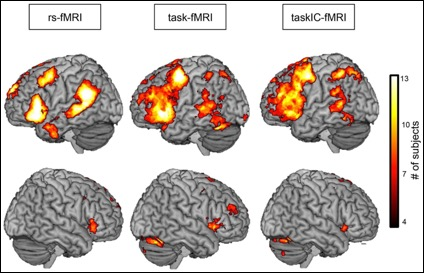 rs-fMRI
task-fMRI
taskIC-fMRI
13
10
7
4
# of subjects